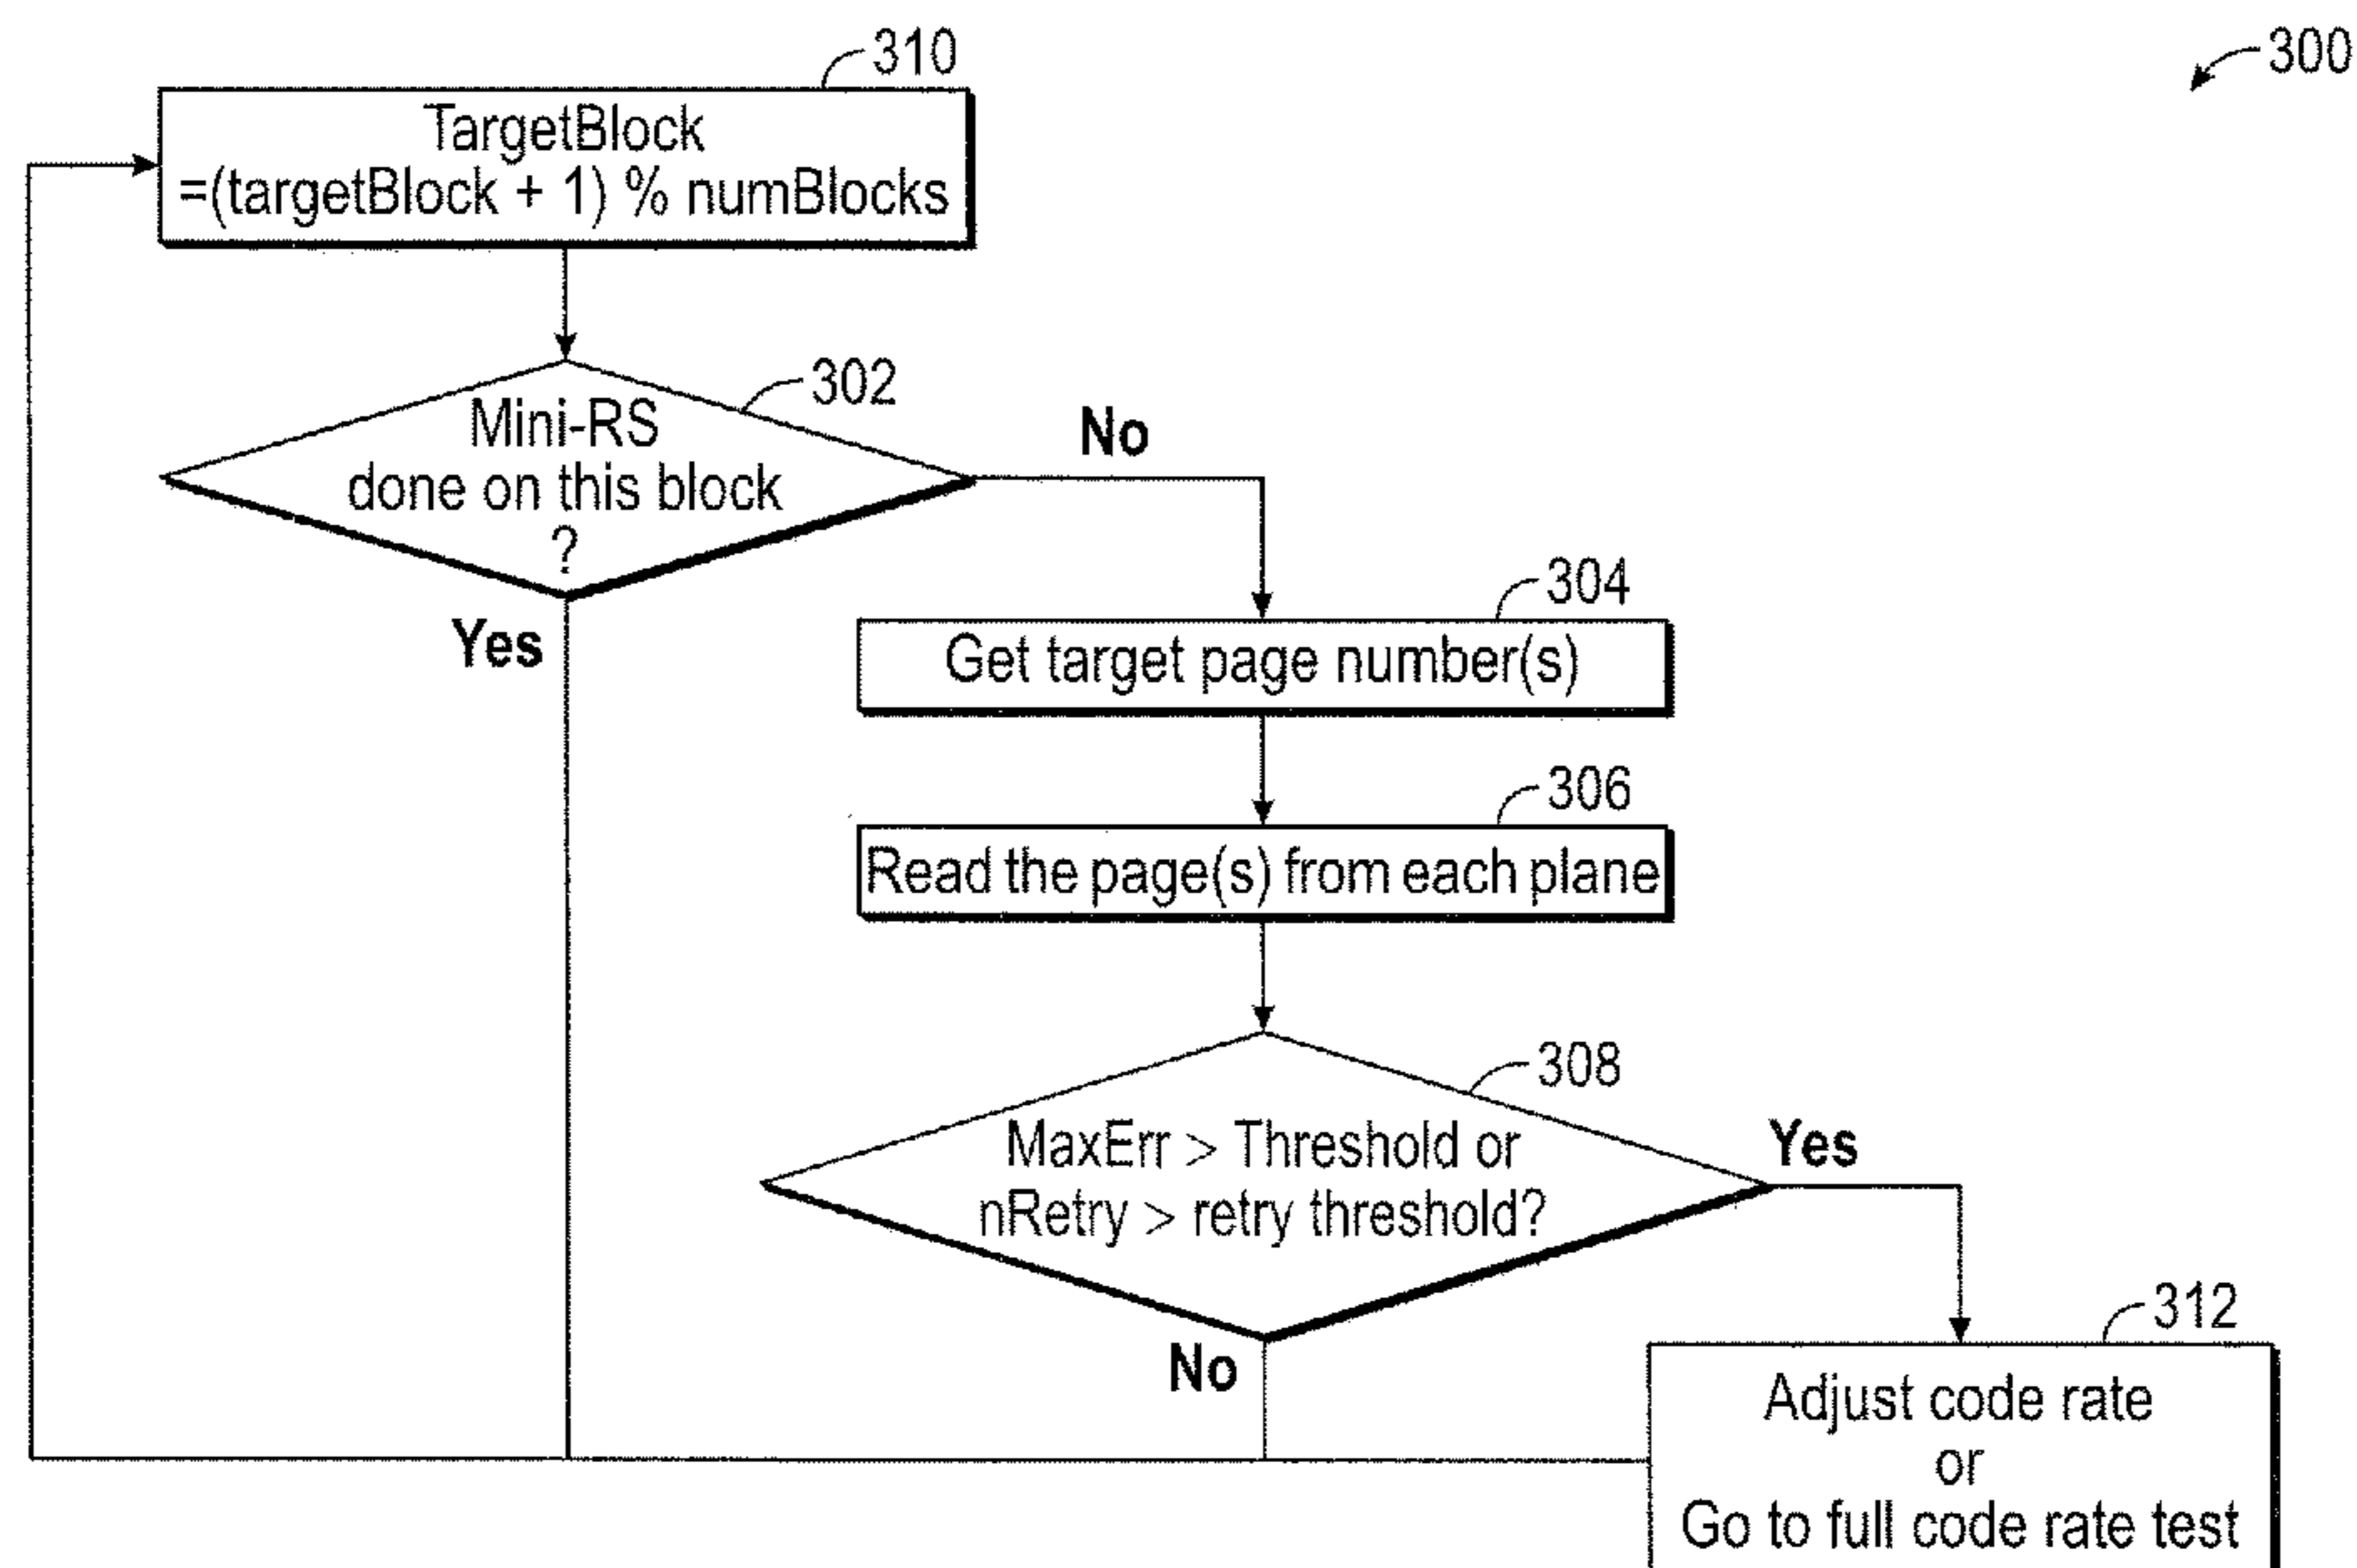 310
300
TargetBlock
=(targetBlock + 1) % numBlocks
302
Mini-RS
done on this block
?
No
Yes
304
Get target page number(s)
306
Read the page(s) from each plane
308
MaxErr > Threshold or
nRetry > retry threshold?
Yes
No
312
Adjust code rate
or
Go to full code rate test